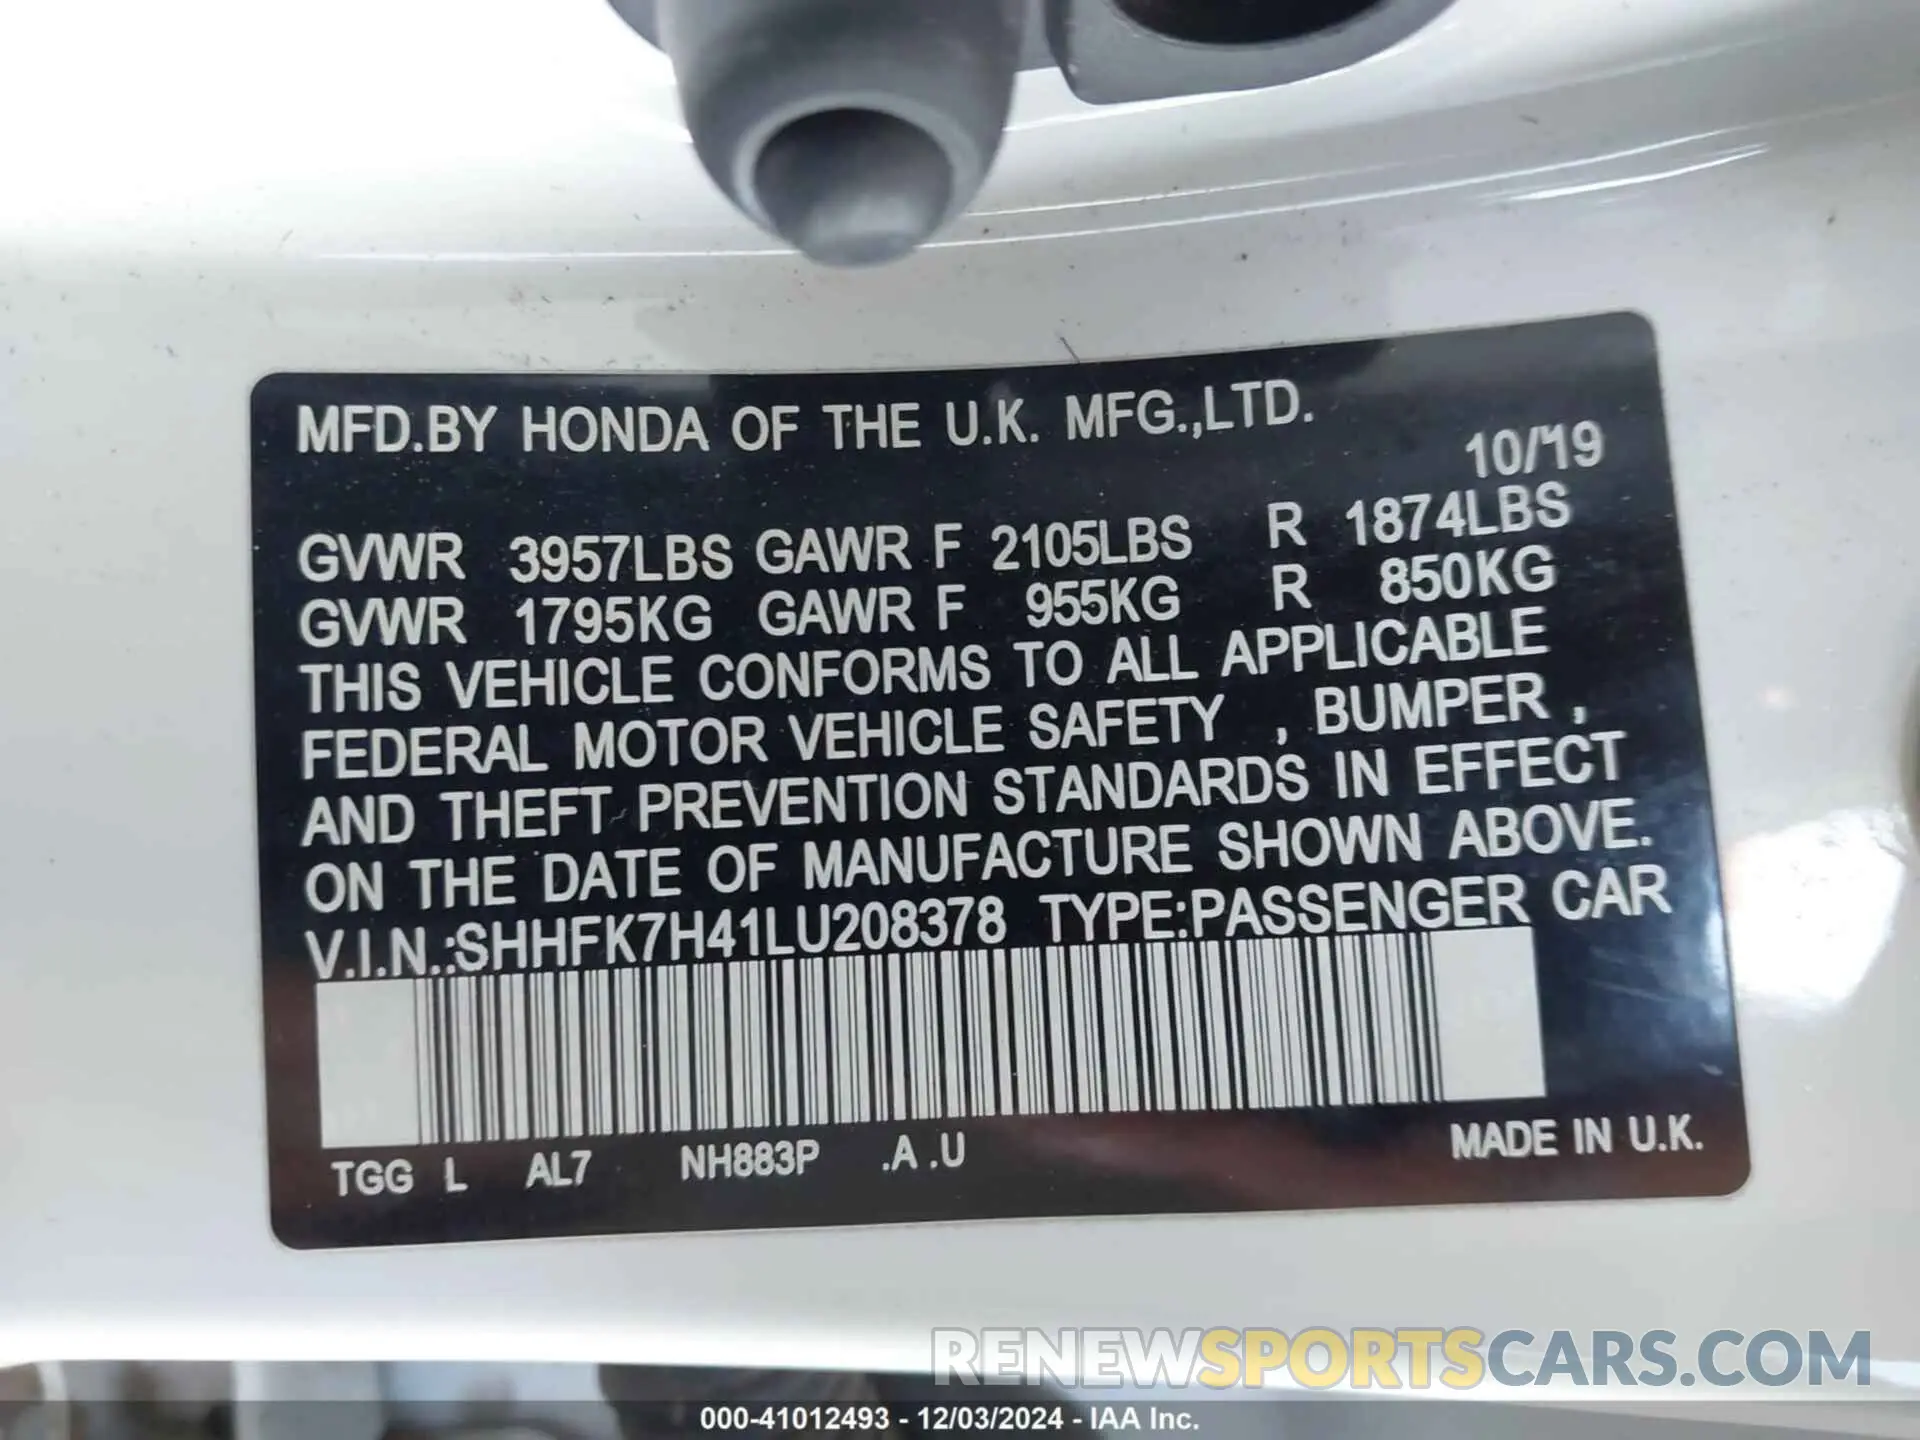 MFD.BY HONDA OF THE U.K. MFG.,LTD.
10/'19
GVWR 3957LBS GAWR F 2105LBS R 1874LBS
GVWR 1795KG GAWR F 955KG R 850KG
THIS VEHICLE CONFORMS TO ALL APPLICABLE
FEDERAL MOTOR VEHICLE SAFETY , BUMPER ,
AND THEFT PREVENTION STANDARDS IN EFFECT
ON THE DATE OF MANUFACTURE SHOWN ABOVE.
V.I.N.:SHHFK7H41LU208378 TYPE:PASSENGER CAR
TGG L AL7 NH883P .A .U MADE IN U.K.
RENEWSPORTSCARS.COM
000-41012493 - 12/03/2024 - IAA Inc.